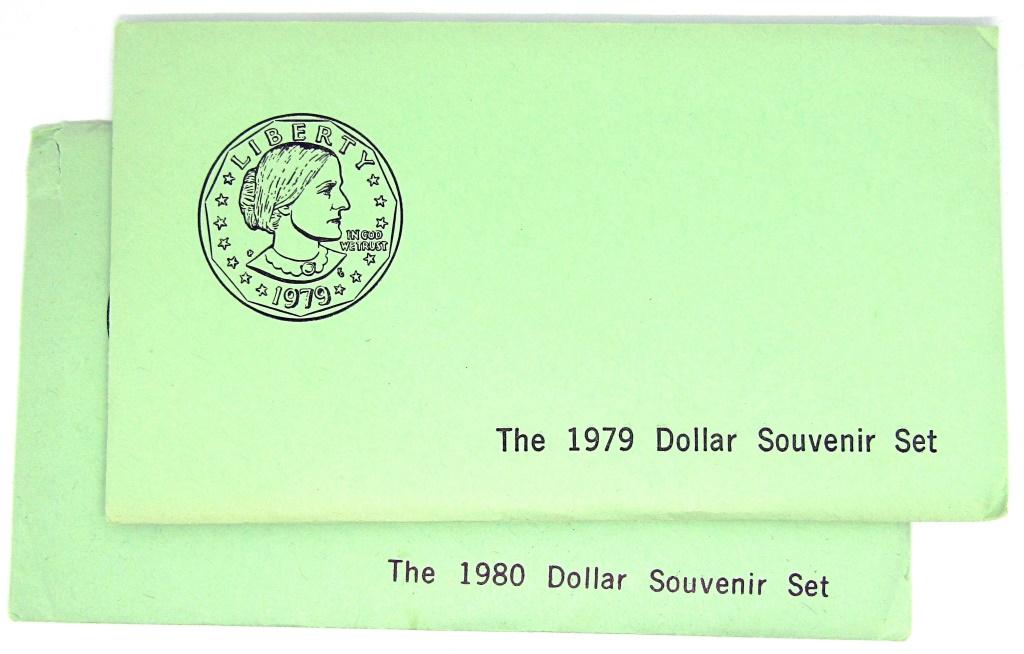 LIBERTY
IN GOD
WE TRUST
1979
The 1979 Dollar Souvenir Set
The 1980 Dollar Souvenir Set